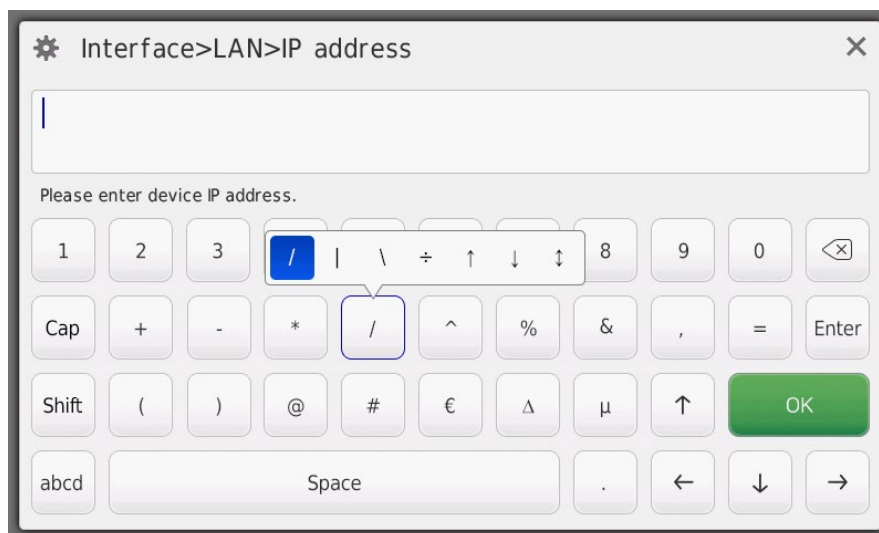 Interface>LAN>IP address
Please enter device IP address.
1 2 3 8 9 0
/ | \ ÷ ↑ ↓ ↕
Cap + - * / ^ % & , = Enter
Shift ( ) @ # € Δ µ ↑ OK
abcd Space . ← ↓ →